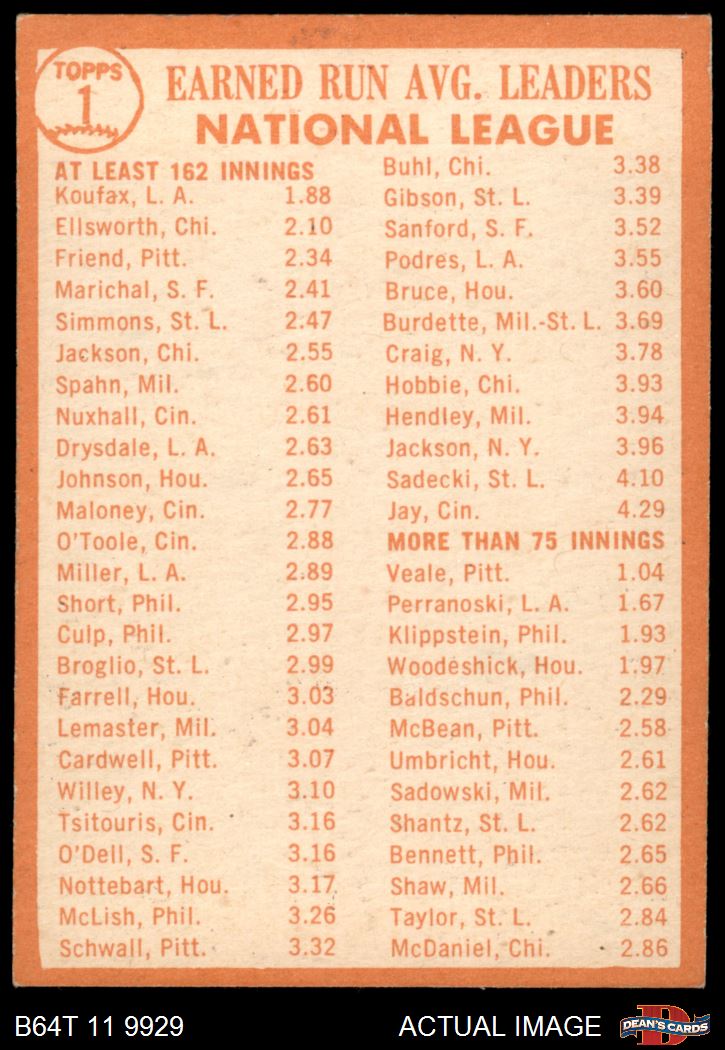 TOPPS
1
EARNED RUN AVG. LEADERS
NATIONAL LEAGUE
AT LEAST 162 INNINGS
Koufax, L. A. 1.88
Ellsworth, Chi. 2.10
Friend, Pitt. 2.34
Marichal, S. F. 2.41
Simmons, St. L. 2.47
Jackson, Chi. 2.55
Spahn, Mil. 2.60
Nuxhall, Cin. 2.61
Drysdale, L. A. 2.63
Johnson, Hou. 2.65
Maloney, Cin. 2.77
O'Toole, Cin. 2.88
Miller, L. A. 2.89
Short, Phil. 2.95
Culp, Phil. 2.97
Broglio, St. L. 2.99
Farrell, Hou. 3.03
Lemaster, Mil. 3.04
Cardwell, Pitt. 3.07
Willey, N. Y. 3.10
Tsitouris, Cin. 3.16
O'Dell, S. F. 3.16
Nottebart, Hou. 3.17
McLish, Phil. 3.26
Schwall, Pitt. 3.32
Buhl, Chi. 3.38
Gibson, St. L. 3.39
Sanford, S. F. 3.52
Podres, L. A. 3.55
Bruce, Hou. 3.60
Burdette, Mil.-St. L. 3.69
Craig, N. Y. 3.78
Hobbie, Chi. 3.93
Hendley, Mil. 3.94
Jackson, N. Y. 3.96
Sadecki, St. L. 4.10
Jay, Cin. 4.29
MORE THAN 75 INNINGS
Veale, Pitt. 1.04
Perranoski, L. A. 1.67
Klippstein, Phil. 1.93
Woodeshick, Hou. 1.97
Baldschun, Phil. 2.29
McBean, Pitt. 2.58
Umbricht, Hou. 2.61
Sadowski, Mil. 2.62
Shantz, St. L. 2.62
Bennett, Phil. 2.65
Shaw, Mil. 2.66
Taylor, St. L. 2.84
McDaniel, Chi. 2.86
B64T 11 9929
ACTUAL IMAGE
D
DEAN'S CARDS